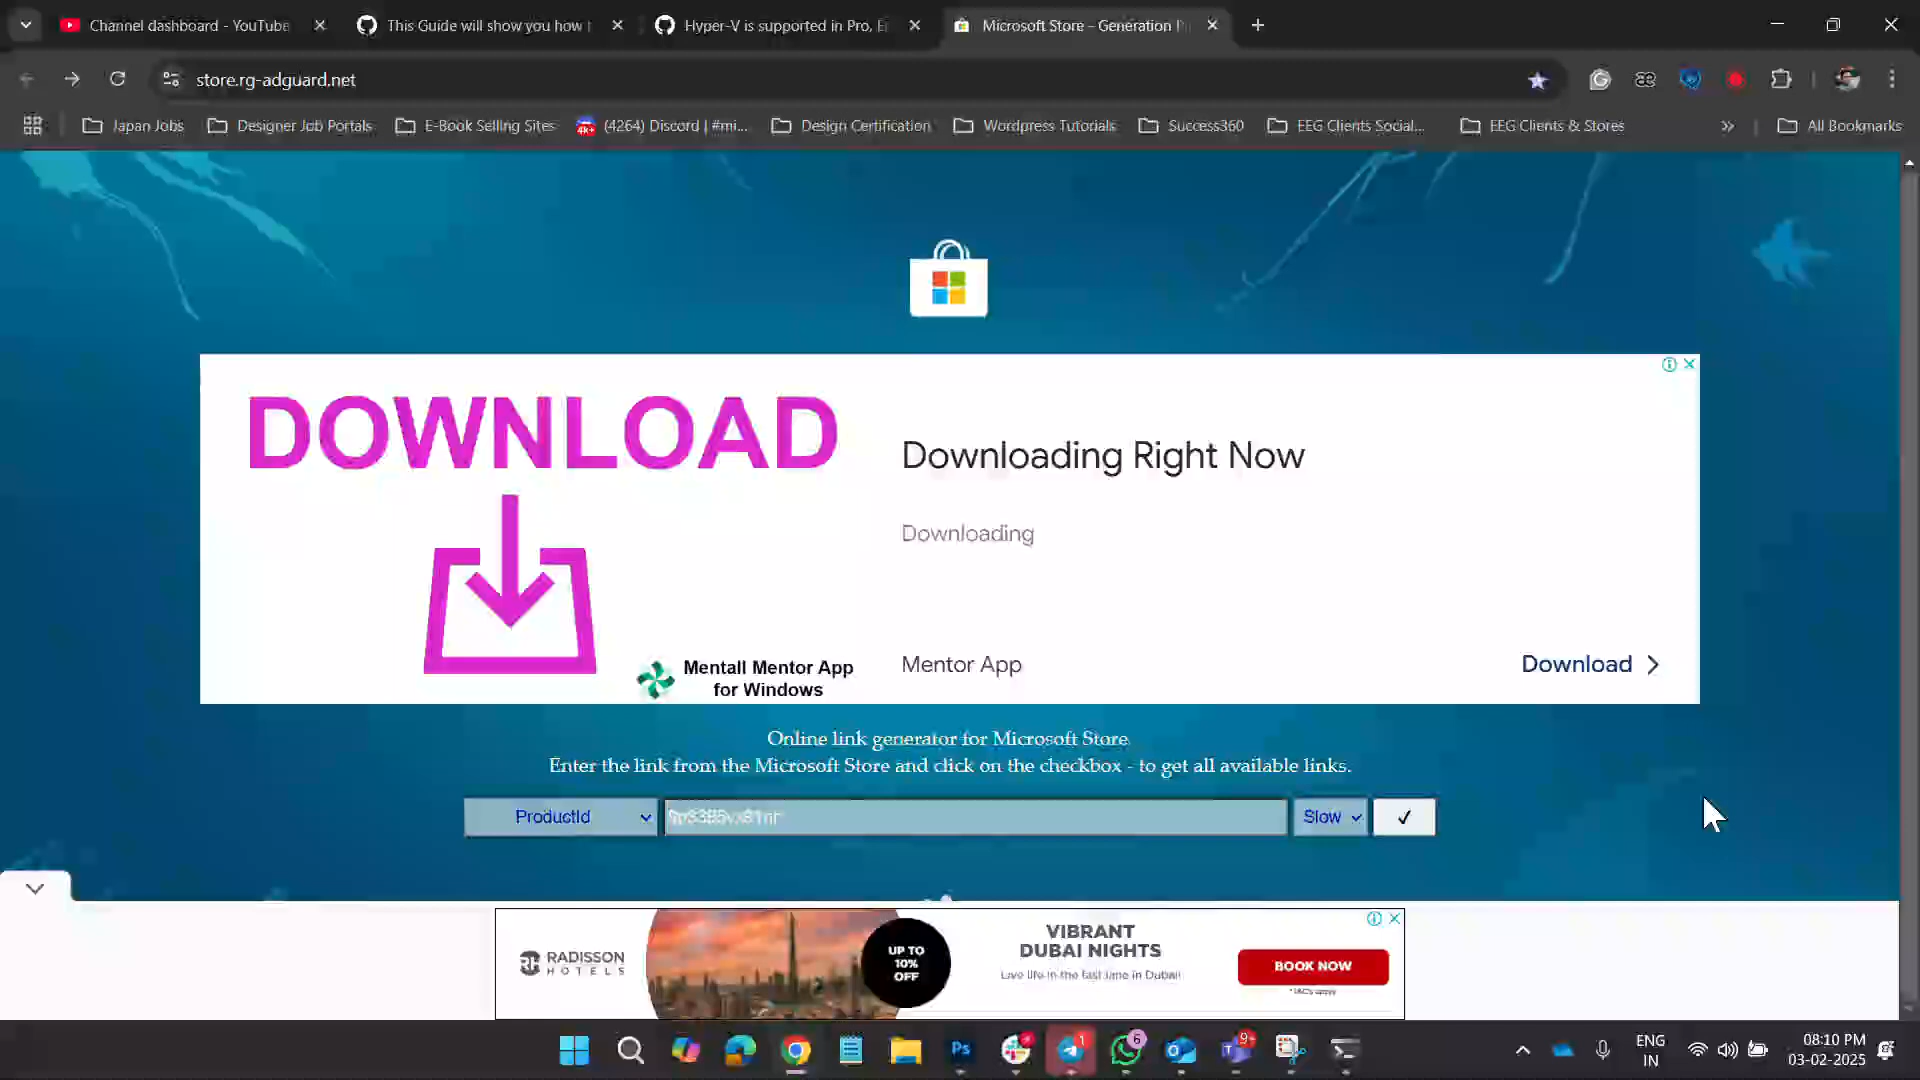 Channel dashboard - YouTube
This Guide will show you how
Hyper-V is supported in Pro, E
Microsoft Store - Generation
store.rg-adguard.net
Japan Jobs
Designer Job Portals
E-Book Selling Sites
(4264) Discord | #mi...
Design Certification
Wordpress Tutorials
Success360
EEG Clients Social...
EEG Clients & Stores
All Bookmarks
DOWNLOAD
Mentall Mentor App
for Windows
Downloading Right Now
Downloading
Mentor App
Download
Online link generator for Microsoft Store
Enter the link from the Microsoft Store and click on the checkbox - to get all available links.
ProductId
Slow
✓
RADISSON
HOTELS
UP TO
10%
OFF
VIBRANT
DUBAI NIGHTS
Live life in the fast lane in Dubai!
BOOK NOW
Ps
1
6
9+
ENG
IN
08:10 PM
03-02-2025